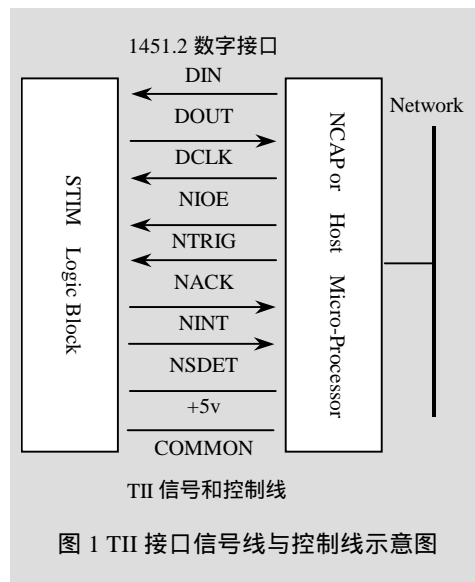 1451.2 数字接口
DIN
DOUT
DCLK
NIOE
NTRIG
NACK
NINT
NSDET
+5v
COMMON
STIM Logic Block
NCAP or Host Micro-Processor
Network
TII 信号和控制线
图 1 TII 接口信号线与控制线示意图